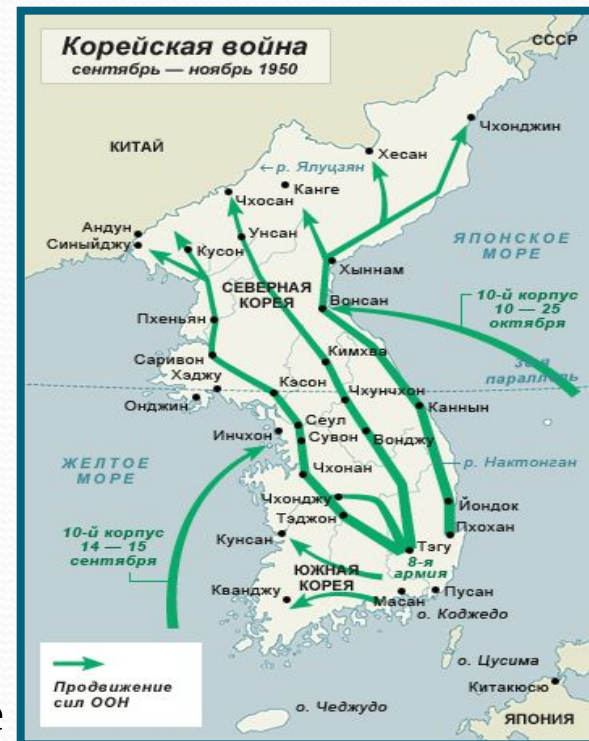 Корейская война
сентябрь — ноябрь 1950
СССР
КИТАЙ
Чхонджин
Хесан
←р. Ялуцзян
Канге
Чхосан
Андун
Синыйджу
Унсан
Кусон
ЯПОНСКОЕ
МОРЕ
Хыннам
СЕВЕРНАЯ
КОРЕЯ
Вонсан
10-й корпус
10 — 25
октября
Пхеньян
Саривон
Кимхва
Хэджу
Кэсон
параллель
Чхунчхон
Онджин
Каннын
Сеул
Инчхон
Сувон
Вонджу
ЖЕЛТОЕ
МОРЕ
р. Нактонган
Чхонан
Чхонджу
Йондок
Тэджон
Пхохан
10-й корпус
14 — 15
сентября
Кунсан
Тэгу
8-я
армия
ЮЖНАЯ
КОРЕЯ
Кванджу
Масан
Пусан
о. Коджедо
о. Цусима
Продвижение
сил ООН
Китакюсю
о. Чеджудо
ЯПОНИЯ